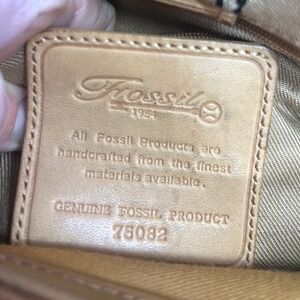 Fossil
1954
All Fossil Products are
handcrafted from the finest
materials available.
GENUINE FOSSIL PRODUCT
75082